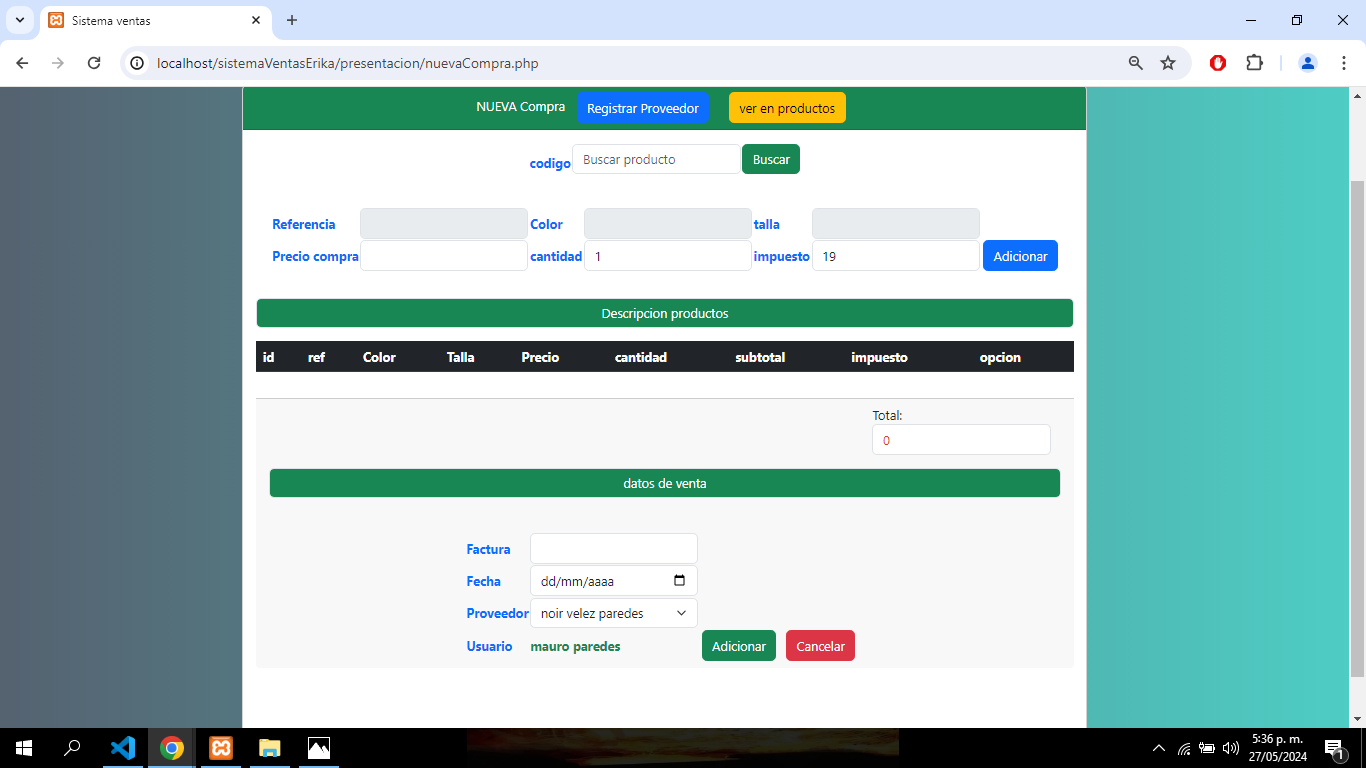 Sistema ventas
localhost/sistemaVentasErika/presentacion/nuevaCompra.php
NUEVA Compra Registrar Proveedor ver en productos
codigo Buscar producto Buscar
Referencia Color talla
Precio compra cantidad 1 impuesto 19 Adicionar
Descripcion productos
id ref Color Talla Precio cantidad subtotal impuesto opcion
Total:
0
datos de venta
Factura
Fecha dd/mm/aaaa
Proveedor noir velez paredes
Usuario mauro paredes Adicionar Cancelar
5:36 p. m.
27/05/2024
1